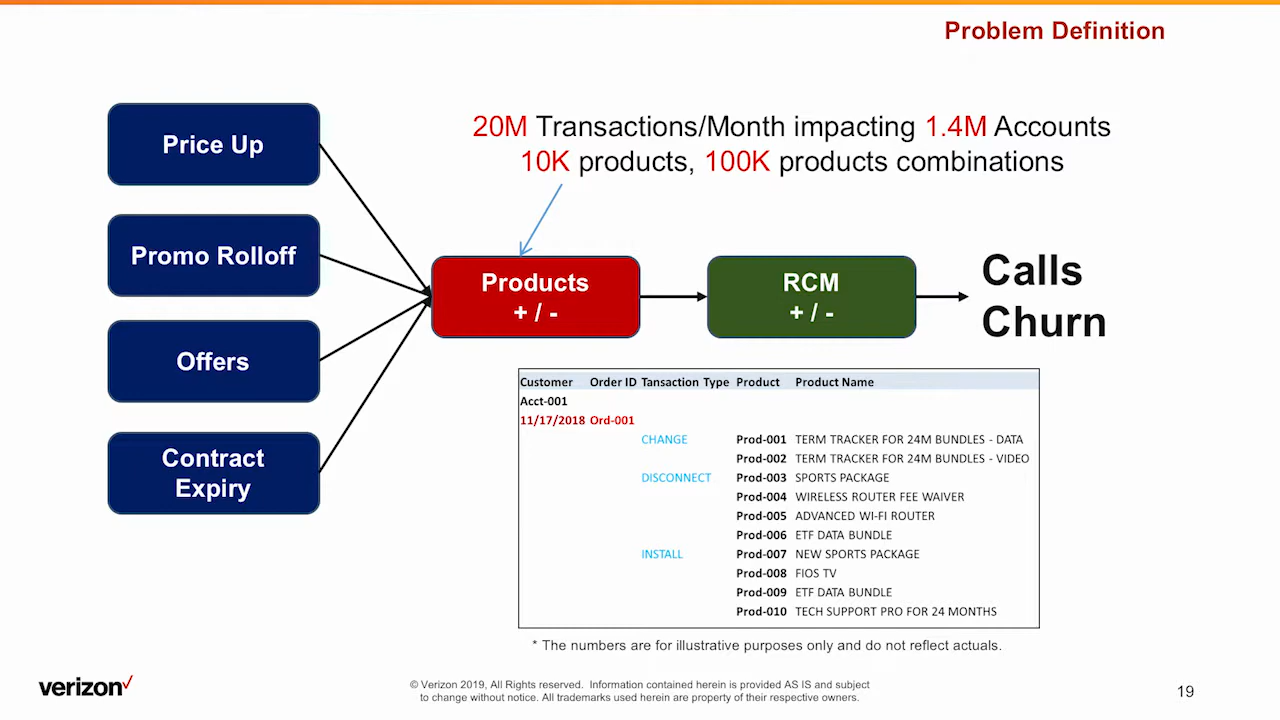 Problem Definition
Price Up
Promo Rolloff
Offers
Contract
Expiry
20M Transactions/Month impacting 1.4M Accounts
10K products, 100K products combinations
Products
+ / -
RCM
+ / -
Calls
Churn
Customer Order ID Tansaction Type Product Product Name
Acct-001
11/17/2018 Ord-001
CHANGE Prod-001 TERM TRACKER FOR 24M BUNDLES - DATA
Prod-002 TERM TRACKER FOR 24M BUNDLES - VIDEO
DISCONNECT Prod-003 SPORTS PACKAGE
Prod-004 WIRELESS ROUTER FEE WAIVER
Prod-005 ADVANCED WI-FI ROUTER
Prod-006 ETF DATA BUNDLE
INSTALL Prod-007 NEW SPORTS PACKAGE
Prod-008 FIOS TV
Prod-009 ETF DATA BUNDLE
Prod-010 TECH SUPPORT PRO FOR 24 MONTHS
* The numbers are for illustrative purposes only and do not reflect actuals.
verizon
© Verizon 2019, All Rights reserved. Information contained herein is provided AS IS and subject
to change without notice. All trademarks used herein are property of their respective owners.
19